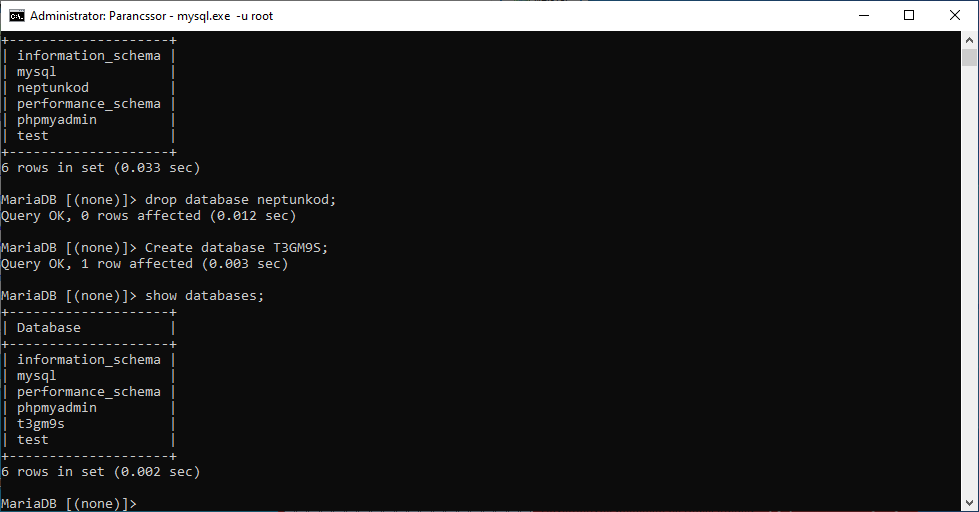 Administrator: Parancssor - mysql.exe  -u root
+--------------------+
| information_schema |
| mysql              |
| neptunkod          |
| performance_schema |
| phpmyadmin         |
| test               |
+--------------------+
6 rows in set (0.033 sec)
MariaDB [(none)]> drop database neptunkod;
Query OK, 0 rows affected (0.012 sec)
MariaDB [(none)]> Create database T3GM9S;
Query OK, 1 row affected (0.003 sec)
MariaDB [(none)]> show databases;
+--------------------+
| Database           |
+--------------------+
| information_schema |
| mysql              |
| performance_schema |
| phpmyadmin         |
| t3gm9s             |
| test               |
+--------------------+
6 rows in set (0.002 sec)
MariaDB [(none)]>